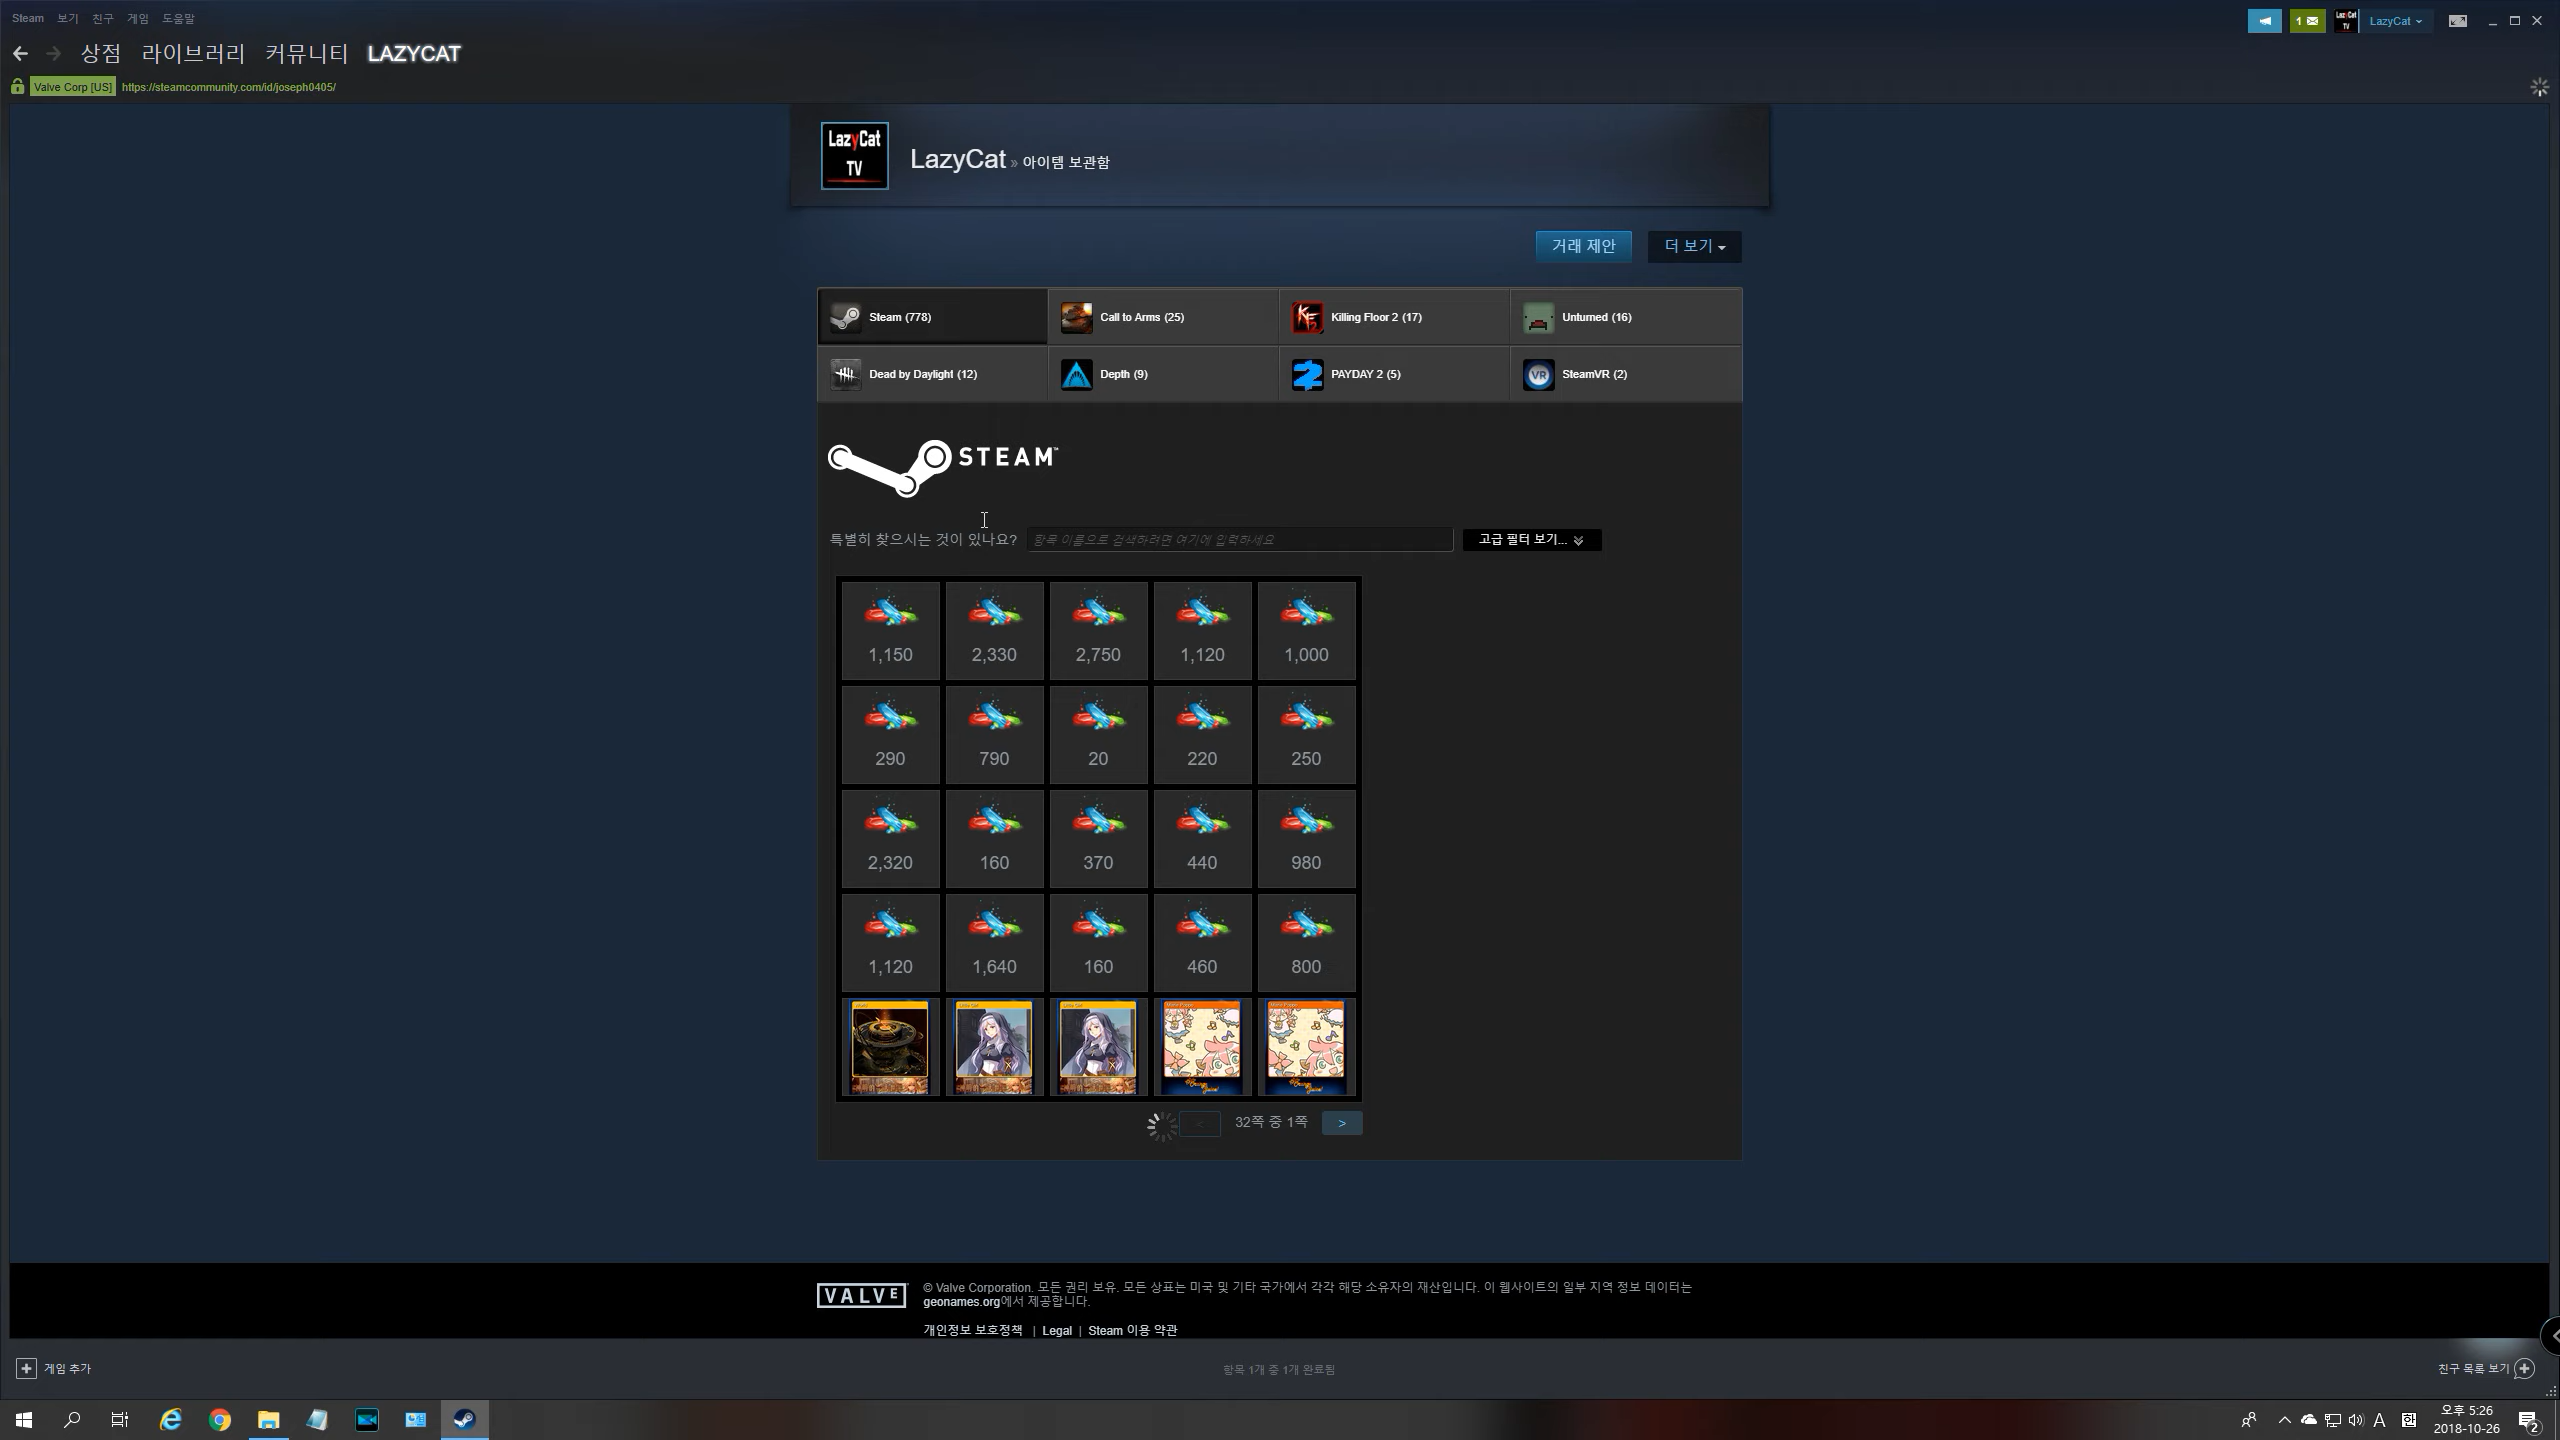 Steam 보기 친구 게임 도움말
1 LazyCat
상점 라이브러리 커뮤니티 LAZYCAT
Valve Corp [US] https://steamcommunity.com/id/joseph0405/
LazyCat
TV
LazyCat » 아이템 보관함
거래 제안 더 보기
Steam (778) Call to Arms (25) Killing Floor 2 (17) Unturned (16)
Dead by Daylight (12) Depth (9) PAYDAY 2 (5) SteamVR (2)
STEAM™
특별히 찾으시는 것이 있나요? 항목 이름으로 검색하려면 여기에 입력하세요 고급 필터 보기...
1,150 2,330 2,750 1,120 1,000
290 790 20 220 250
2,320 160 370 440 980
1,120 1,640 160 460 800
< 32쪽 중 1쪽 >
VALVE
© Valve Corporation. 모든 권리 보유. 모든 상표는 미국 및 기타 국가에서 각각 해당 소유자의 재산입니다. 이 웹사이트의 일부 지역 정보 데이터는
geonames.org에서 제공합니다.
개인정보 보호정책 | Legal | Steam 이용 약관
게임 추가 항목 1개 중 1개 완료됨 친구 목록 보기
A 한 오후 5:26
2018-10-26 2